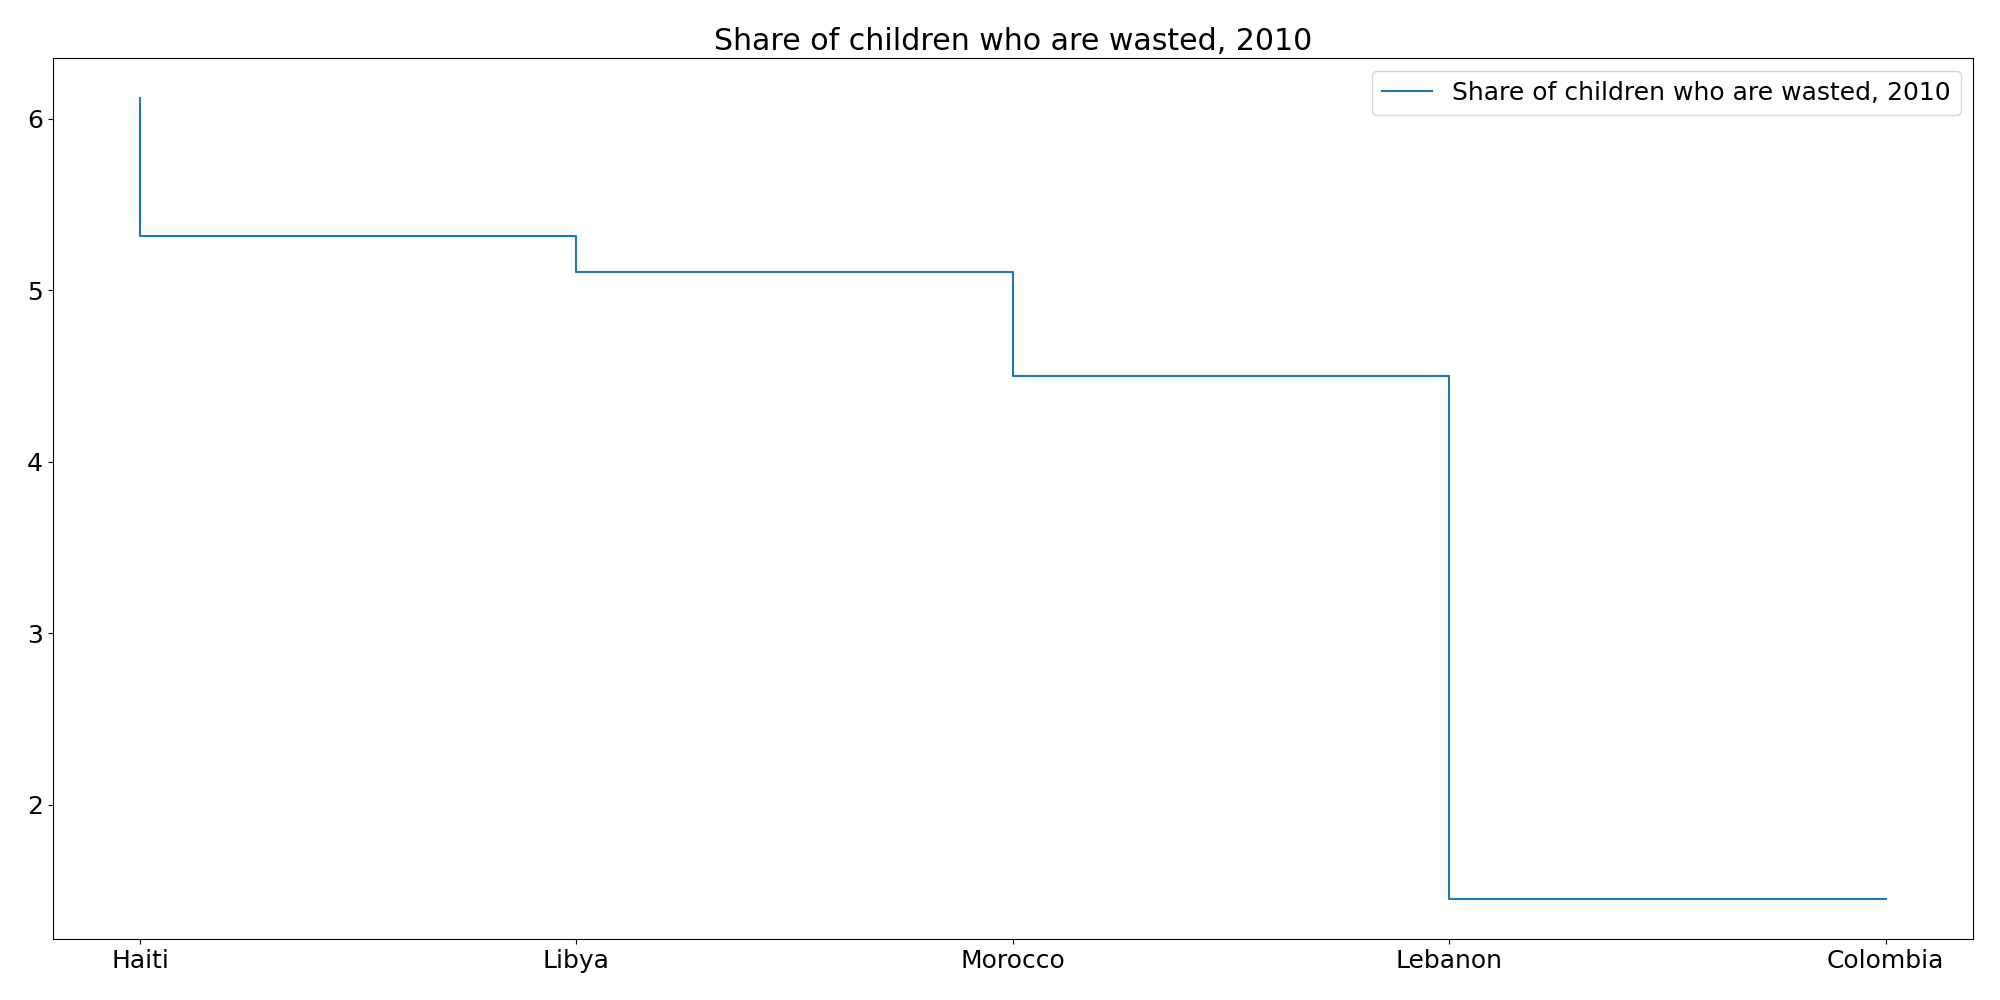 Share of children who are wasted, 2010
Share of children who are wasted, 2010
6
5
4
3
2
Haiti Libya Morocco Lebanon Colombia